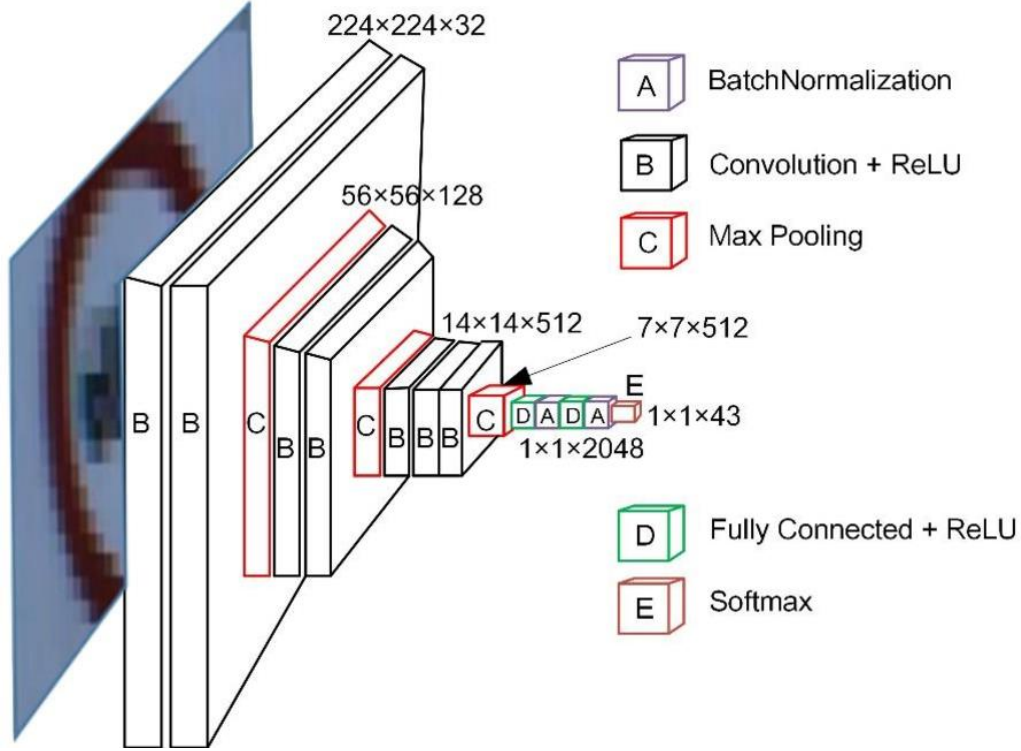 224×224×32
56×56×128
14×14×512
7×7×512
B
B
C
B
B
C
B
B
B
C
D
A
D
A
E
1×1×43
1×1×2048
A BatchNormalization
B Convolution + ReLU
C Max Pooling
D Fully Connected + ReLU
E Softmax